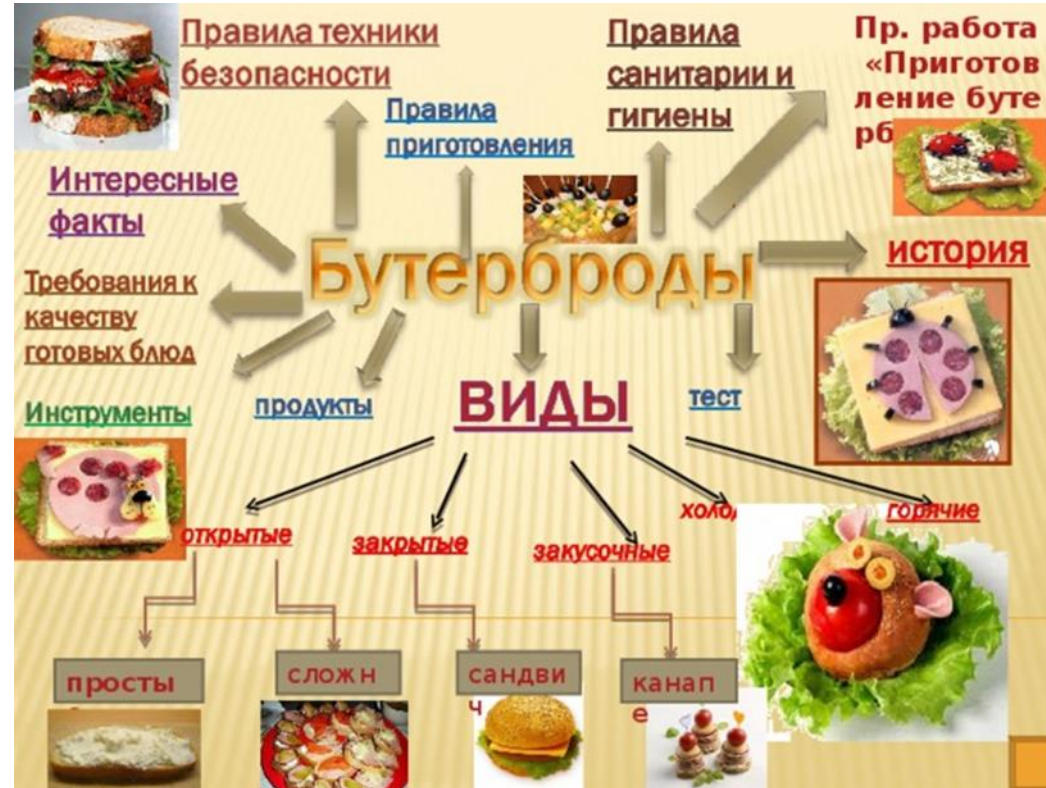 Правила техники
безопасности
Правила
санитарии и
гигиены
Пр. работа
«Приготов
ление буте
рб
Правила
приготовления
Интересные
факты
Бутерброды
история
Требования к
качеству
готовых блюд
Инструменты
продукты
ВИДЫ
тест
открытые
закрытые
закусочные
холо
горячие
просты
сложн
сандви
ч
канап
е